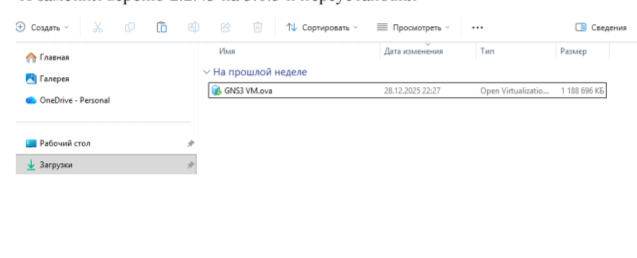 Создать
Сортировать
Просмотреть
Сведения
Главная
Галерея
OneDrive - Personal
Рабочий стол
Загрузки
Имя
Дата изменения
Тип
Размер
На прошлой неделе
GNS3 VM.ova
28.12.2025 22:27
Open Virtualizatio...
1 188 696 КБ